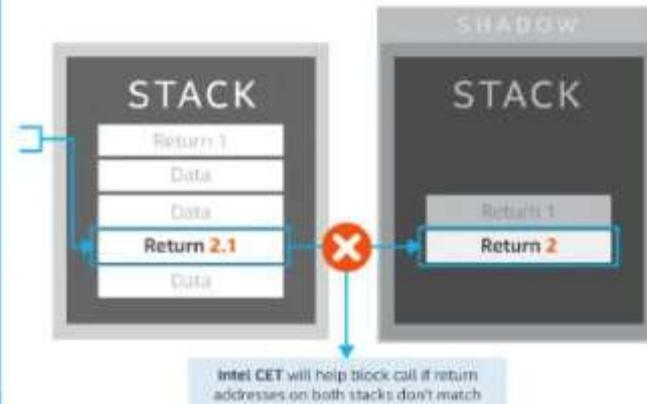 STACK
Return 1
Data
Data
Return 2.1
Data
SHADOW
STACK
Return 1
Return 2
Intel CET will help block call if return
addresses on both stacks don't match